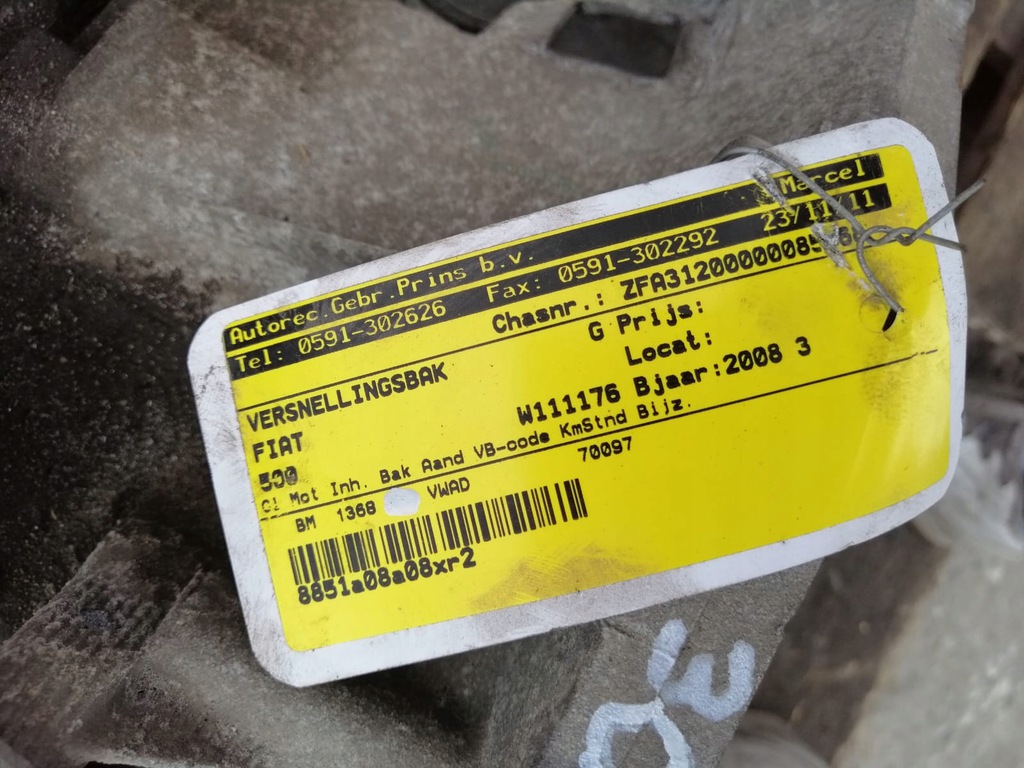 Marcel
Autorec.Gebr.Prins b.v. 23/11/11
Tel: 0591-302626 Fax: 0591-302292
Chasnr.:
VERSNELLINGSBAK G Prijs:
FIAT Locat:
500 W111176 Bjaar:2008 3
Cl Mot Inh. Bak Aand VB-code KmStnd Bijz.
BM 1368 VWAD 70097
8851a08a08xr2